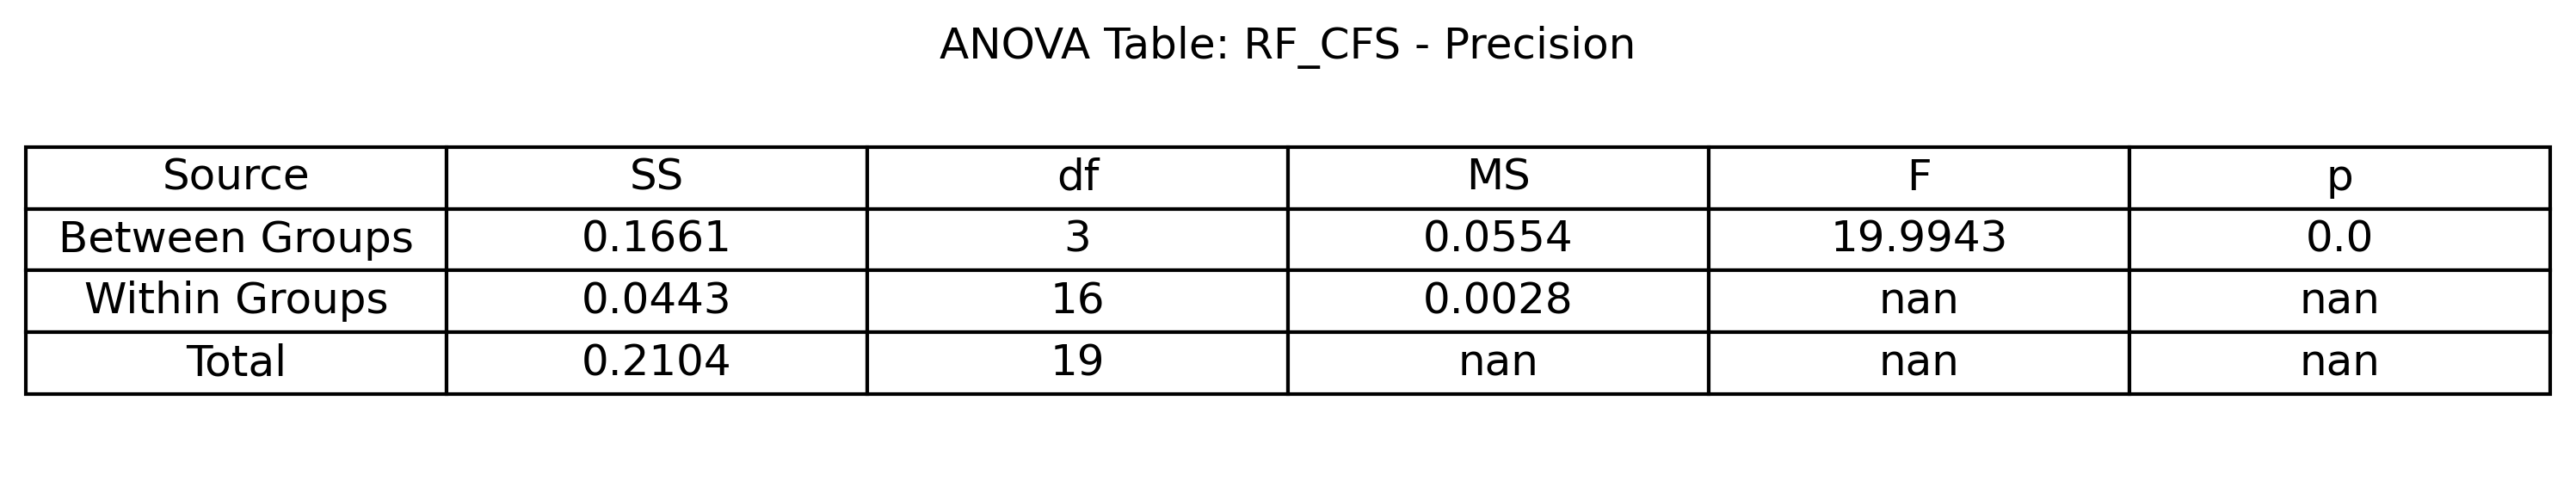 ANOVA Table: RF_CFS - Precision
Source SS df MS F p
Between Groups 0.1661 3 0.0554 19.9943 0.0
Within Groups 0.0443 16 0.0028 nan nan
Total 0.2104 19 nan nan nan